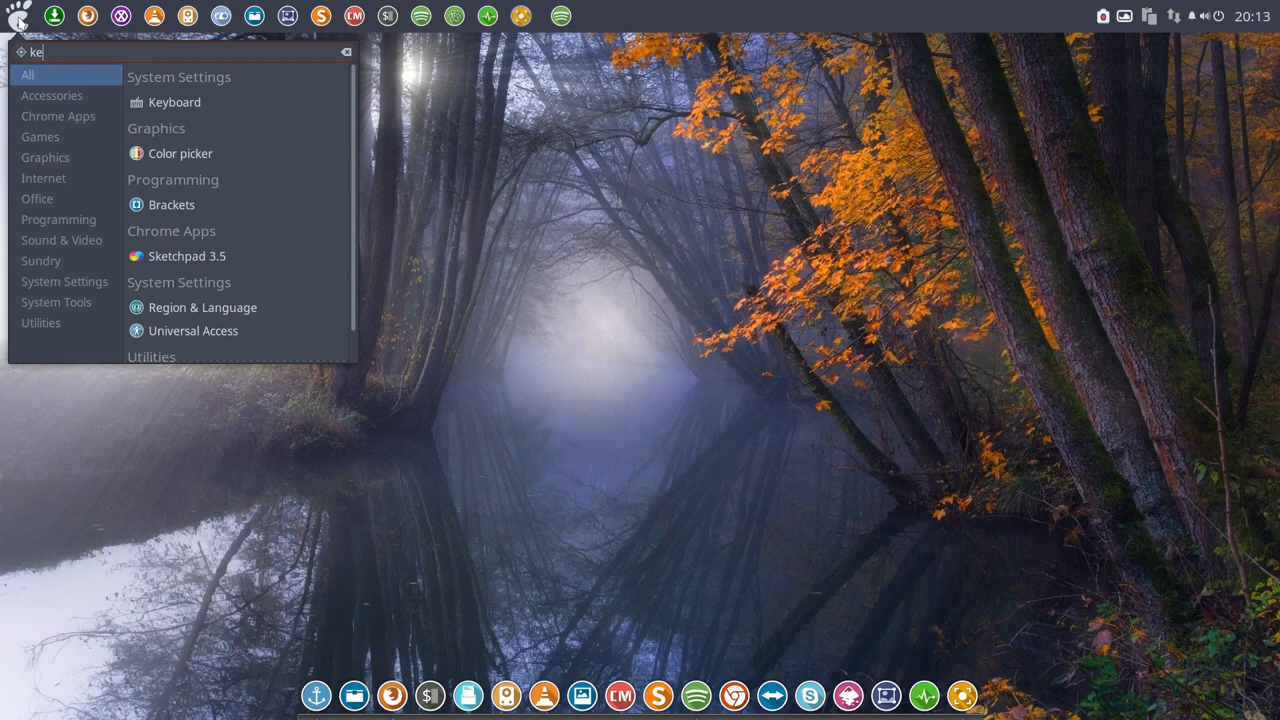 20:13
ke
All
Accessories
Chrome Apps
Games
Graphics
Internet
Office
Programming
Sound & Video
Sundry
System Settings
System Tools
Utilities
System Settings
Keyboard
Graphics
Color picker
Programming
Brackets
Chrome Apps
Sketchpad 3.5
System Settings
Region & Language
Universal Access
Utilities